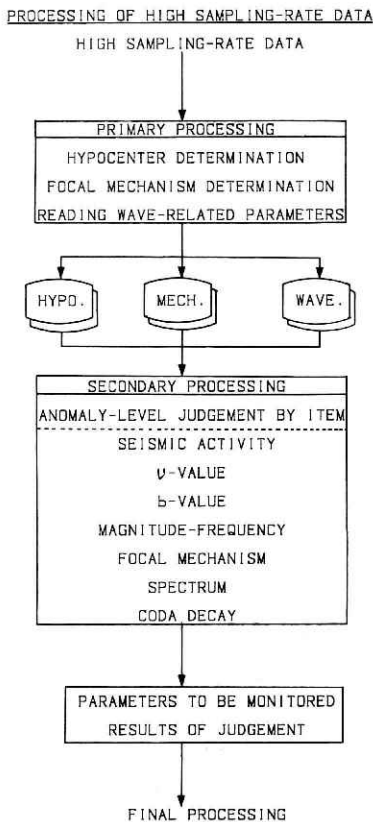 PROCESSING OF HIGH SAMPLING-RATE DATA
HIGH SAMPLING-RATE DATA
PRIMARY PROCESSING
HYPOCENTER DETERMINATION
FOCAL MECHANISM DETERMINATION
READING WAVE-RELATED PARAMETERS
HYPO. MECH. WAVE.
SECONDARY PROCESSING
ANOMALY-LEVEL JUDGEMENT BY ITEM
SEISMIC ACTIVITY
ν-VALUE
b-VALUE
MAGNITUDE-FREQUENCY
FOCAL MECHANISM
SPECTRUM
CODA DECAY
PARAMETERS TO BE MONITORED
RESULTS OF JUDGEMENT
FINAL PROCESSING